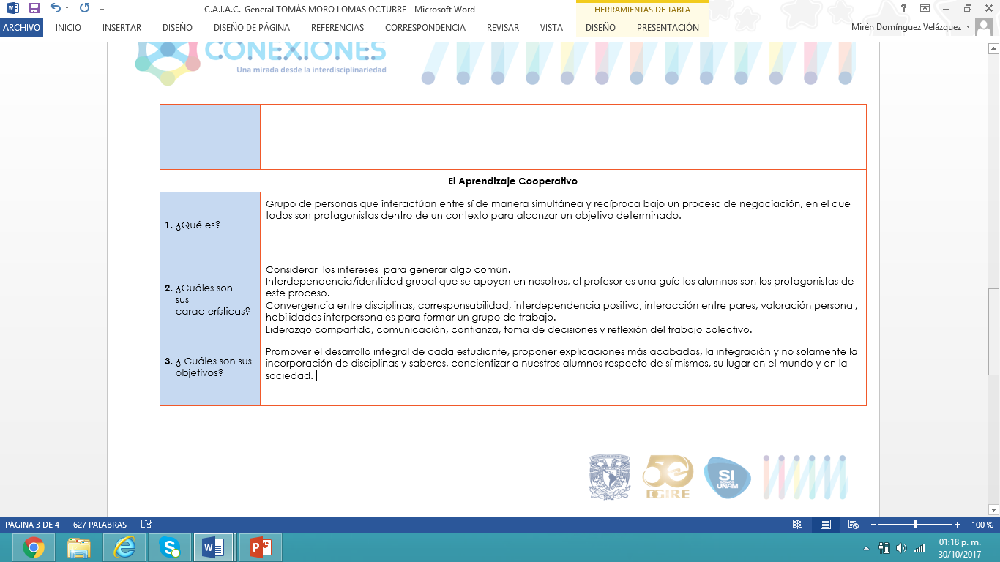 C.A.I.A.C.-General TOMÁS MORO LOMAS OCTUBRE - Microsoft Word
HERRAMIENTAS DE TABLA
?
ARCHIVO INICIO INSERTAR DISEÑO DISEÑO DE PÁGINA REFERENCIAS CORRESPONDENCIA REVISAR VISTA DISEÑO PRESENTACIÓN
Mirén Domínguez Velázquez
CONEXIONES
Una mirada desde la interdisciplinariedad
El Aprendizaje Cooperativo
1. ¿Qué es?
Grupo de personas que interactúan entre sí de manera simultánea y recíproca bajo un proceso de negociación, en el que
todos son protagonistas dentro de un contexto para alcanzar un objetivo determinado.
2. ¿Cuáles son
sus
características?
Considerar  los intereses  para generar algo común.
Interdependencia/identidad grupal que se apoyen en nosotros, el profesor es una guía los alumnos son los protagonistas de
este proceso.
Convergencia entre disciplinas, corresponsabilidad, interdependencia positiva, interacción entre pares, valoración personal,
habilidades interpersonales para formar un grupo de trabajo.
Liderazgo compartido, comunicación, confianza, toma de decisiones y reflexión del trabajo colectivo.
3. ¿ Cuáles son sus
objetivos?
Promover el desarrollo integral de cada estudiante, proponer explicaciones más acabadas, la integración y no solamente la
incorporación de disciplinas y saberes, concientizar a nuestros alumnos respecto de sí mismos, su lugar en el mundo y en la
sociedad.
50
DGIRE
SI
SOMOS
UNAM
PÁGINA 3 DE 4 627 PALABRAS
100 %
01:18 p. m.
30/10/2017